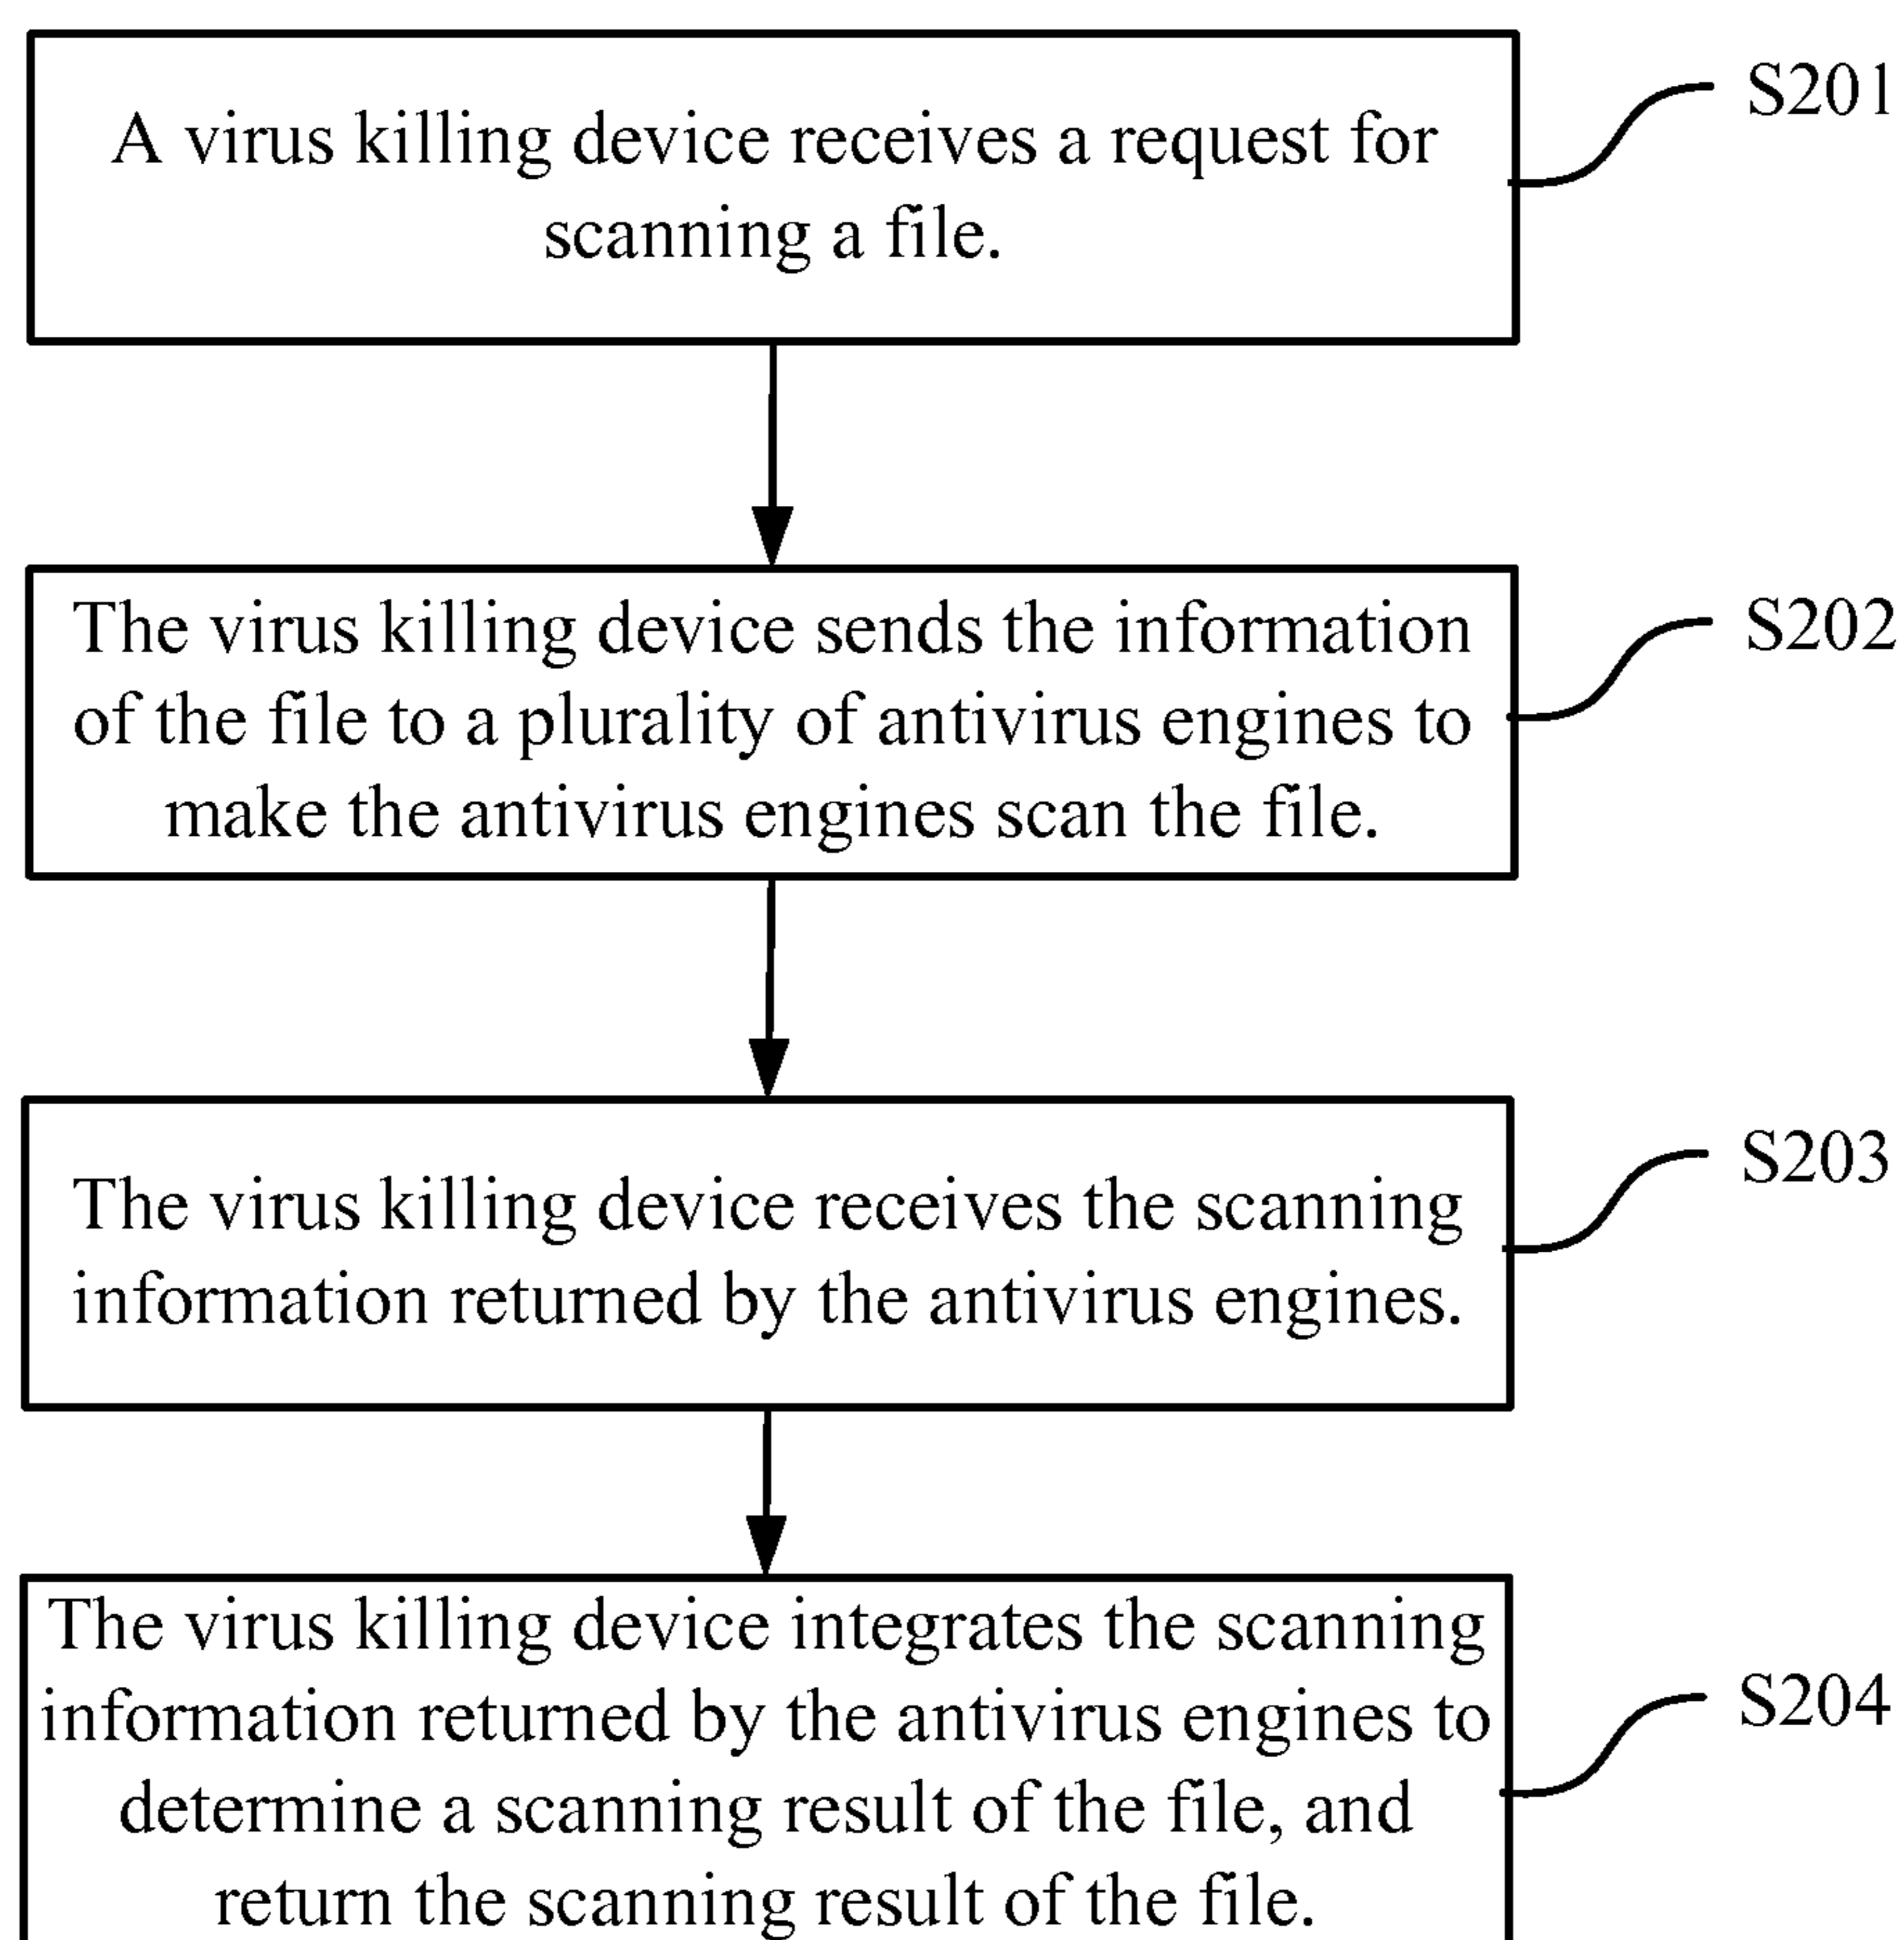 A virus killing device receives a request for
scanning a file.
S201
The virus killing device sends the information
of the file to a plurality of antivirus engines to
make the antivirus engines scan the file.
S202
The virus killing device receives the scanning
information returned by the antivirus engines.
S203
The virus killing device integrates the scanning
information returned by the antivirus engines to
determine a scanning result of the file, and
return the scanning result of the file.
S204